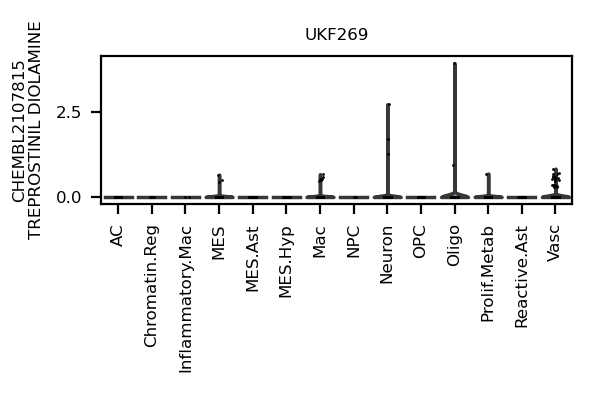 UKF269
CHEMBL2107815
TREPROSTINIL DIOLAMINE
2.5
0.0
AC
Chromatin.Reg
Inflammatory.Mac
MES
MES.Ast
MES.Hyp
Mac
NPC
Neuron
OPC
Oligo
Prolif.Metab
Reactive.Ast
Vasc